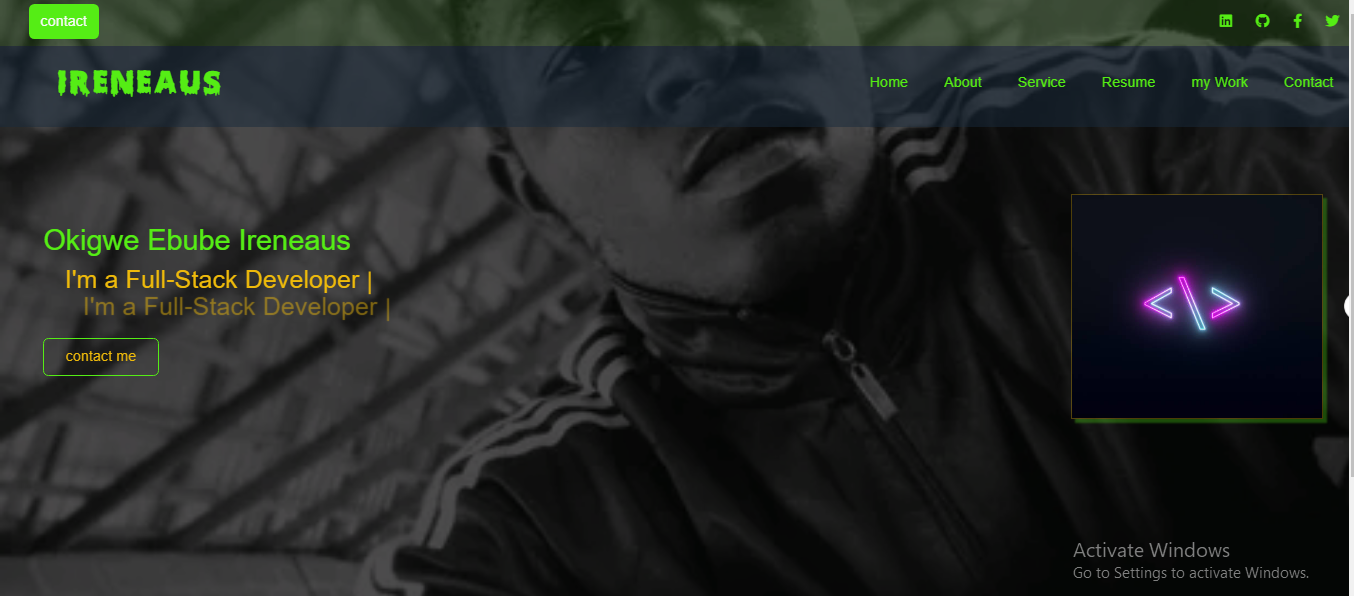 contact
IRENEAUS
Home About Service Resume my Work Contact
Okigwe Ebube Ireneaus
I'm a Full-Stack Developer |
I'm a Full-Stack Developer |
contact me
<\>
Activate Windows
Go to Settings to activate Windows.